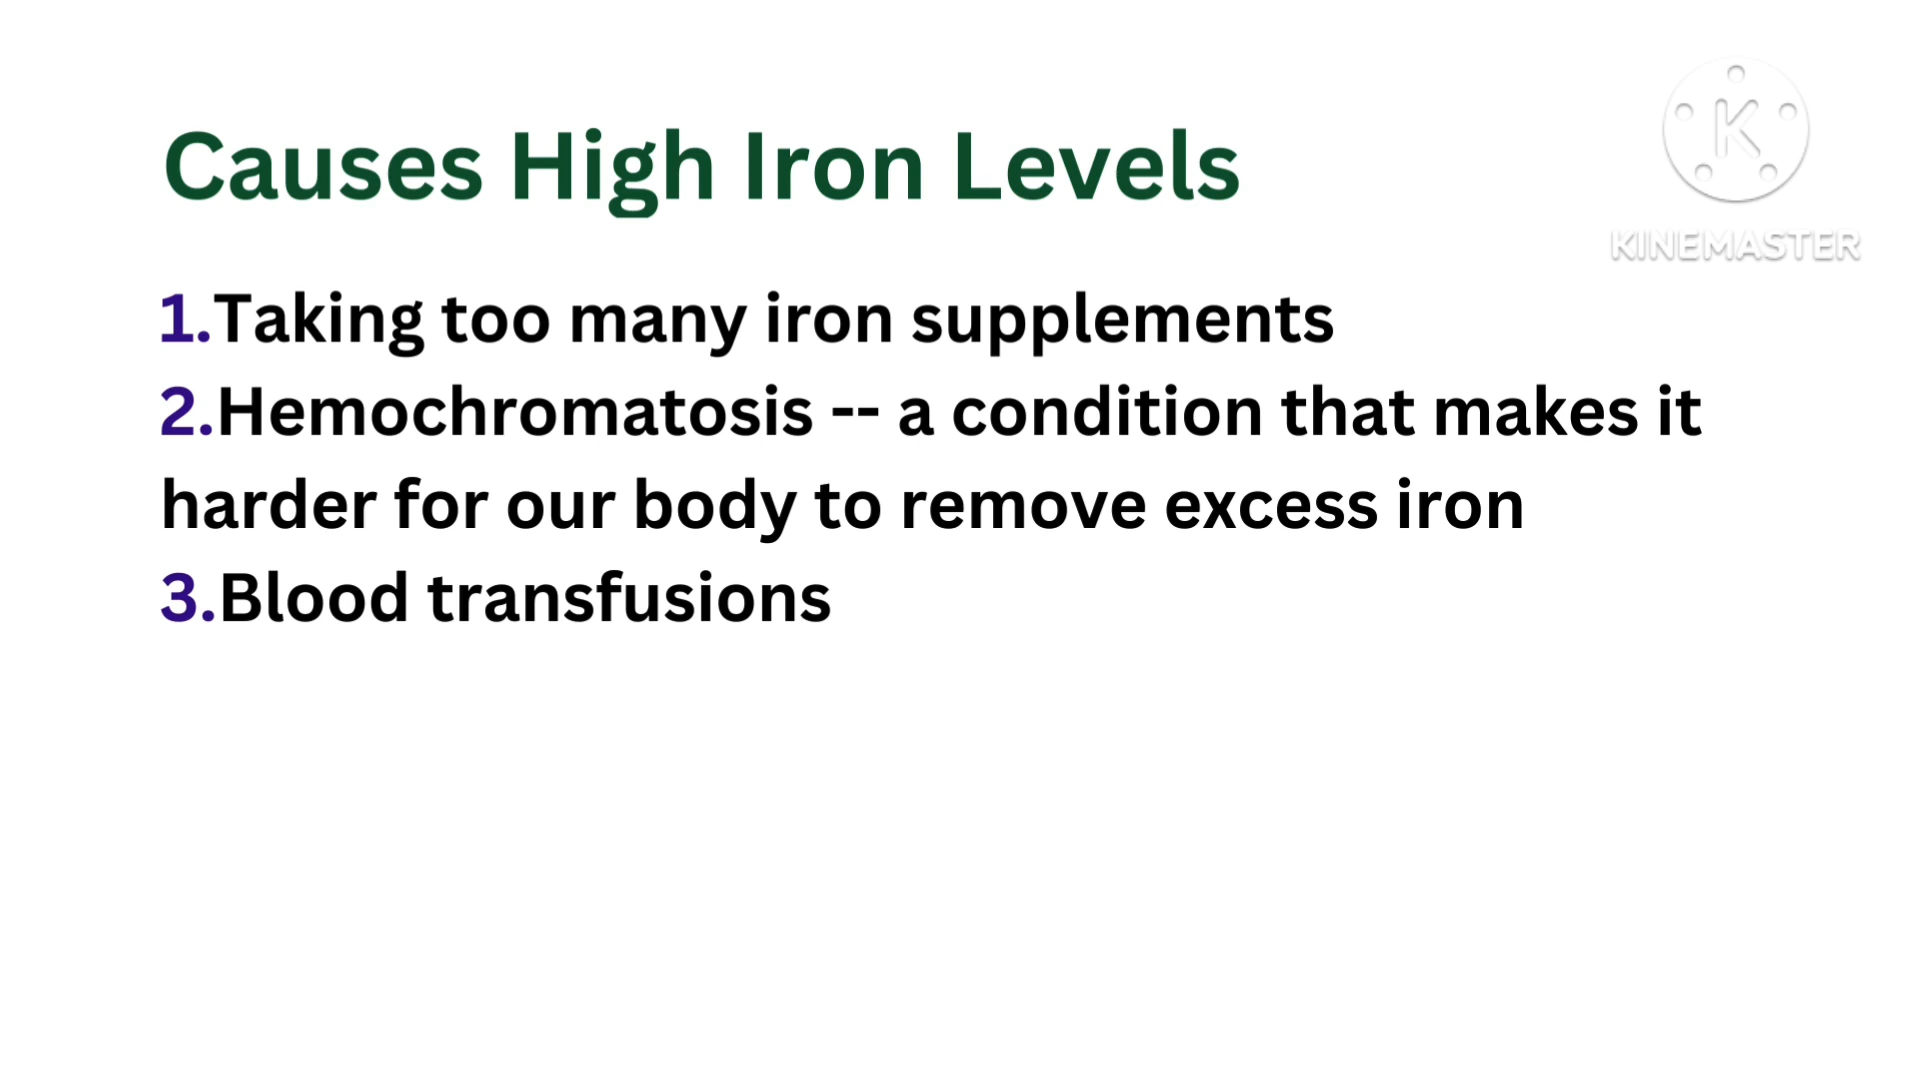 Causes High Iron Levels
K
KINEMASTER
1.Taking too many iron supplements
2.Hemochromatosis -- a condition that makes it
harder for our body to remove excess iron
3.Blood transfusions